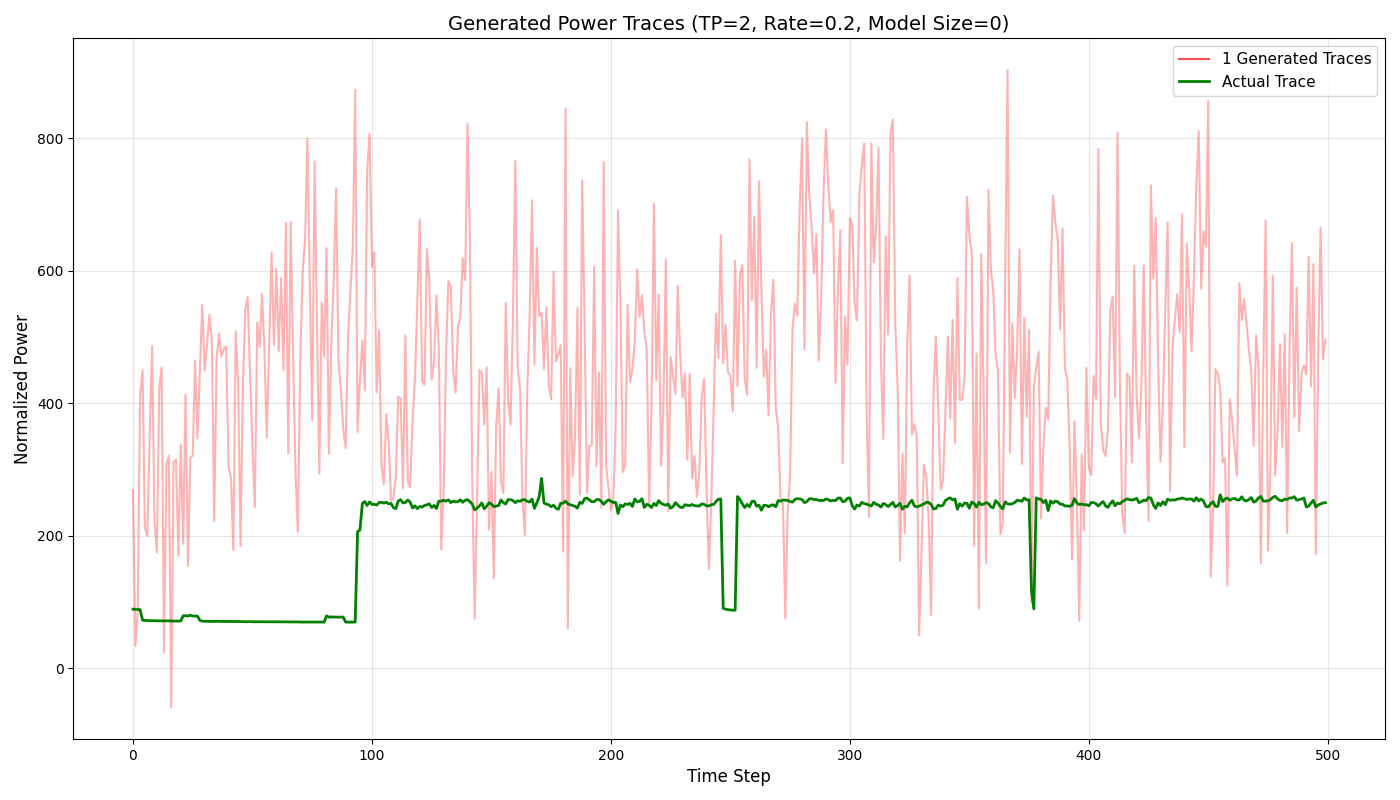 Generated Power Traces (TP=2, Rate=0.2, Model Size=0)
1 Generated Traces
Actual Trace
Normalized Power
800
600
400
200
0
0 100 200 300 400 500
Time Step